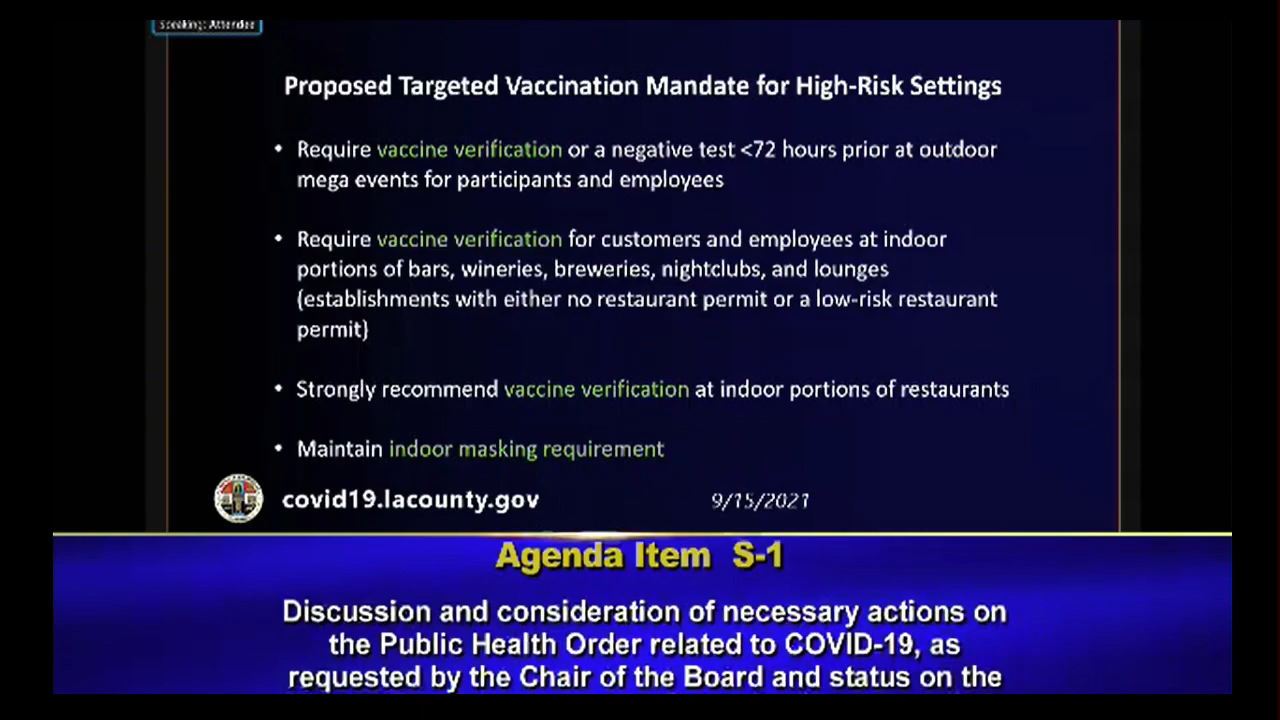 Speaking: Attendee
Proposed Targeted Vaccination Mandate for High-Risk Settings
• Require vaccine verification or a negative test <72 hours prior at outdoor
mega events for participants and employees
• Require vaccine verification for customers and employees at indoor
portions of bars, wineries, breweries, nightclubs, and lounges
(establishments with either no restaurant permit or a low-risk restaurant
permit)
• Strongly recommend vaccine verification at indoor portions of restaurants
• Maintain indoor masking requirement
covid19.lacounty.gov 9/15/2021
Agenda Item S-1
Discussion and consideration of necessary actions on
the Public Health Order related to COVID-19, as
requested by the Chair of the Board and status on the